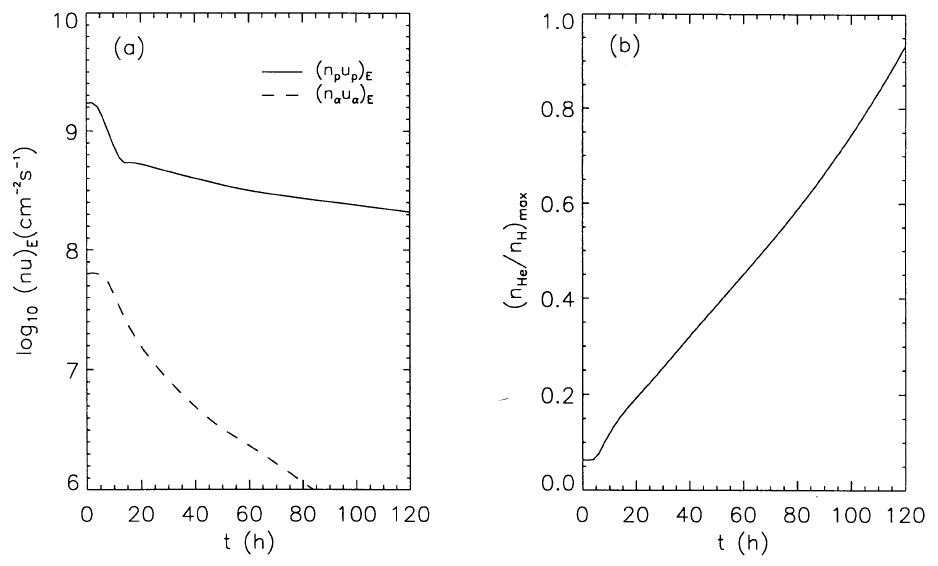 (a)
(n_p u_p)_E
(n_α u_α)_E
10
9
8
7
6
log₁₀ (nu)_E (cm⁻² s⁻¹)
0 20 40 60 80 100 120
t (h)
(b)
1.0
0.8
0.6
0.4
0.2
0.0
(n_He/n_H)_max
0 20 40 60 80 100 120
t (h)